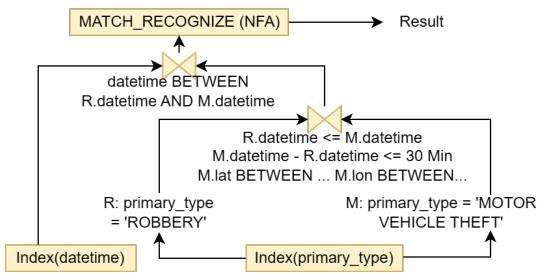 MATCH_RECOGNIZE (NFA)
Result
datetime BETWEEN
R.datetime AND M.datetime
R.datetime <= M.datetime
M.datetime - R.datetime <= 30 Min
M.lat BETWEEN ... M.lon BETWEEN...
R: primary_type
= 'ROBBERY'
M: primary_type = 'MOTOR
VEHICLE THEFT'
Index(datetime)
Index(primary_type)